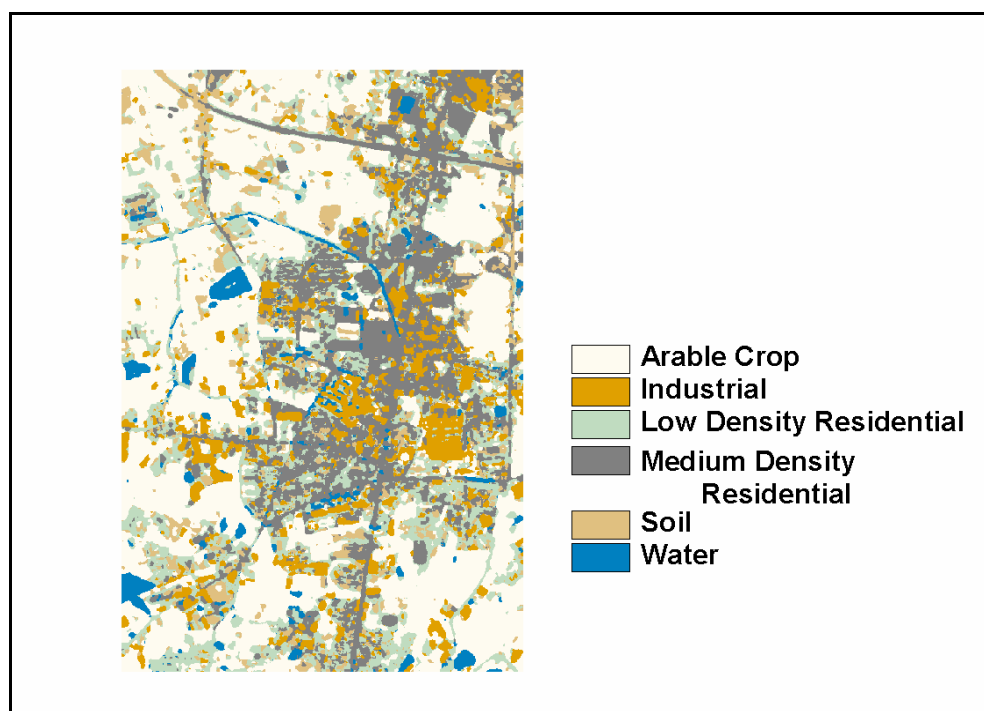 Arable Crop
Industrial
Low Density Residential
Medium Density
Residential
Soil
Water